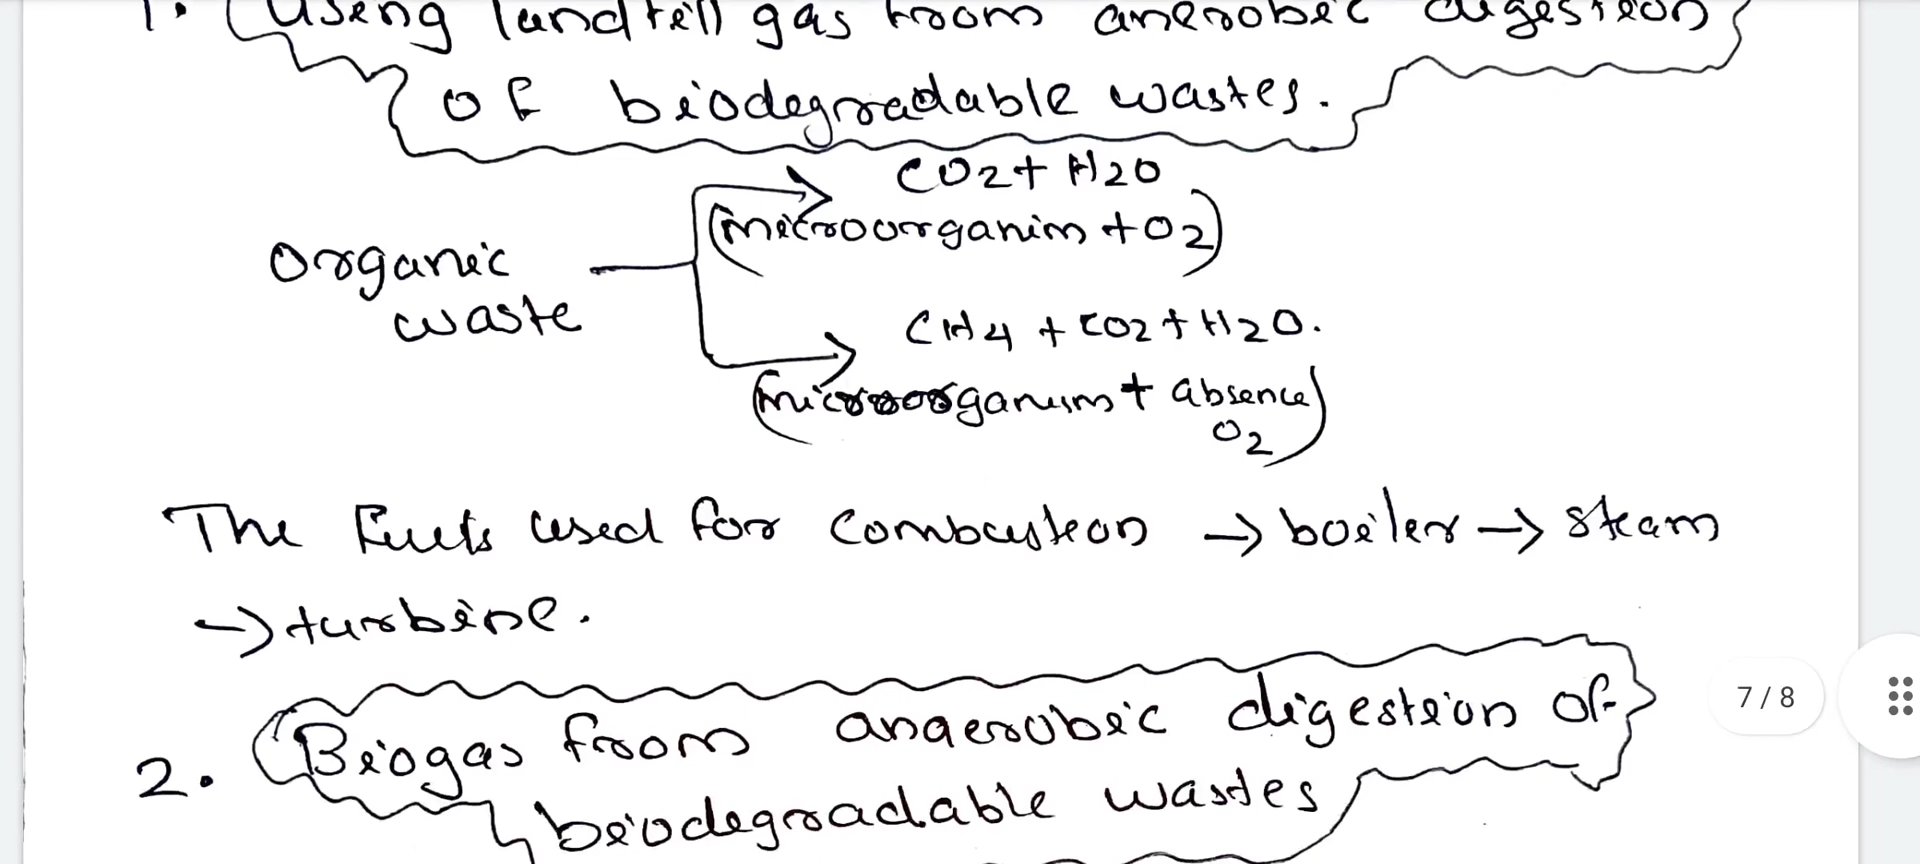 1. Using landfill gas from anerobic digestion
of biodegradable wastes.
CO2 + H2O
(microorganim + O2)
Organic
waste
CH4 + CO2 + H2O.
(microorganism + absence
O2)
The Fuels used for combustion → boiler → steam
→ turbine.
2. Biogas from anaerobic digestion of
biodegradable wastes
7 / 8